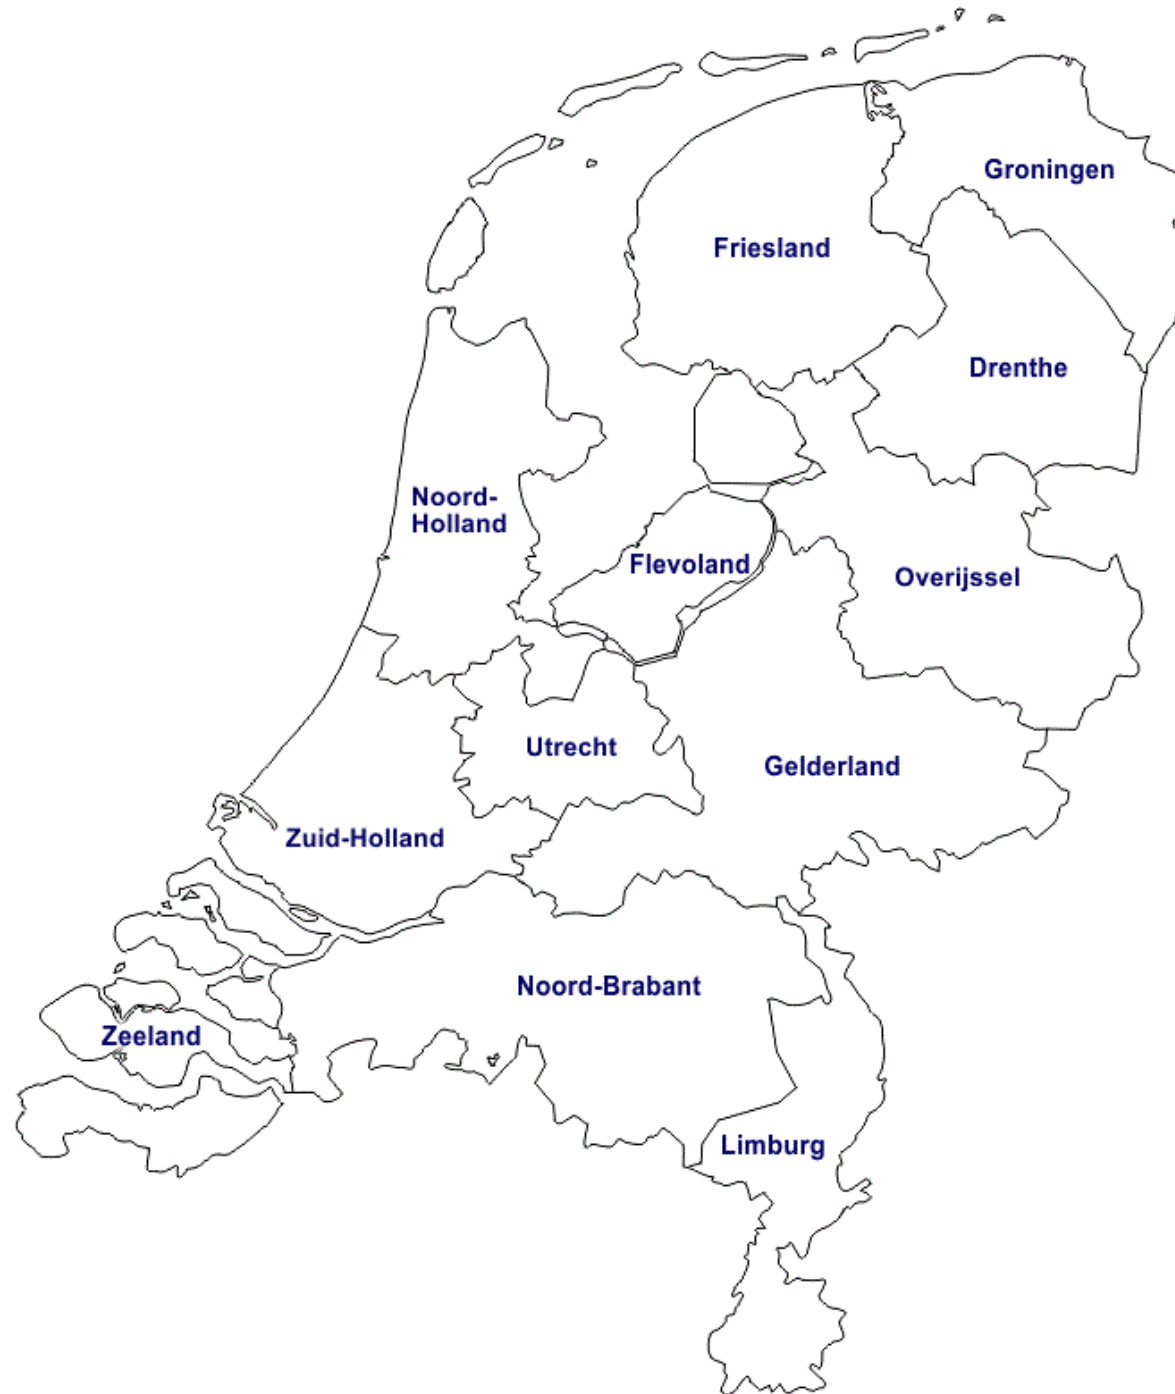 Groningen
Friesland
Drenthe
Noord-
Holland
Flevoland
Overijssel
Utrecht
Gelderland
Zuid-Holland
Noord-Brabant
Zeeland
Limburg